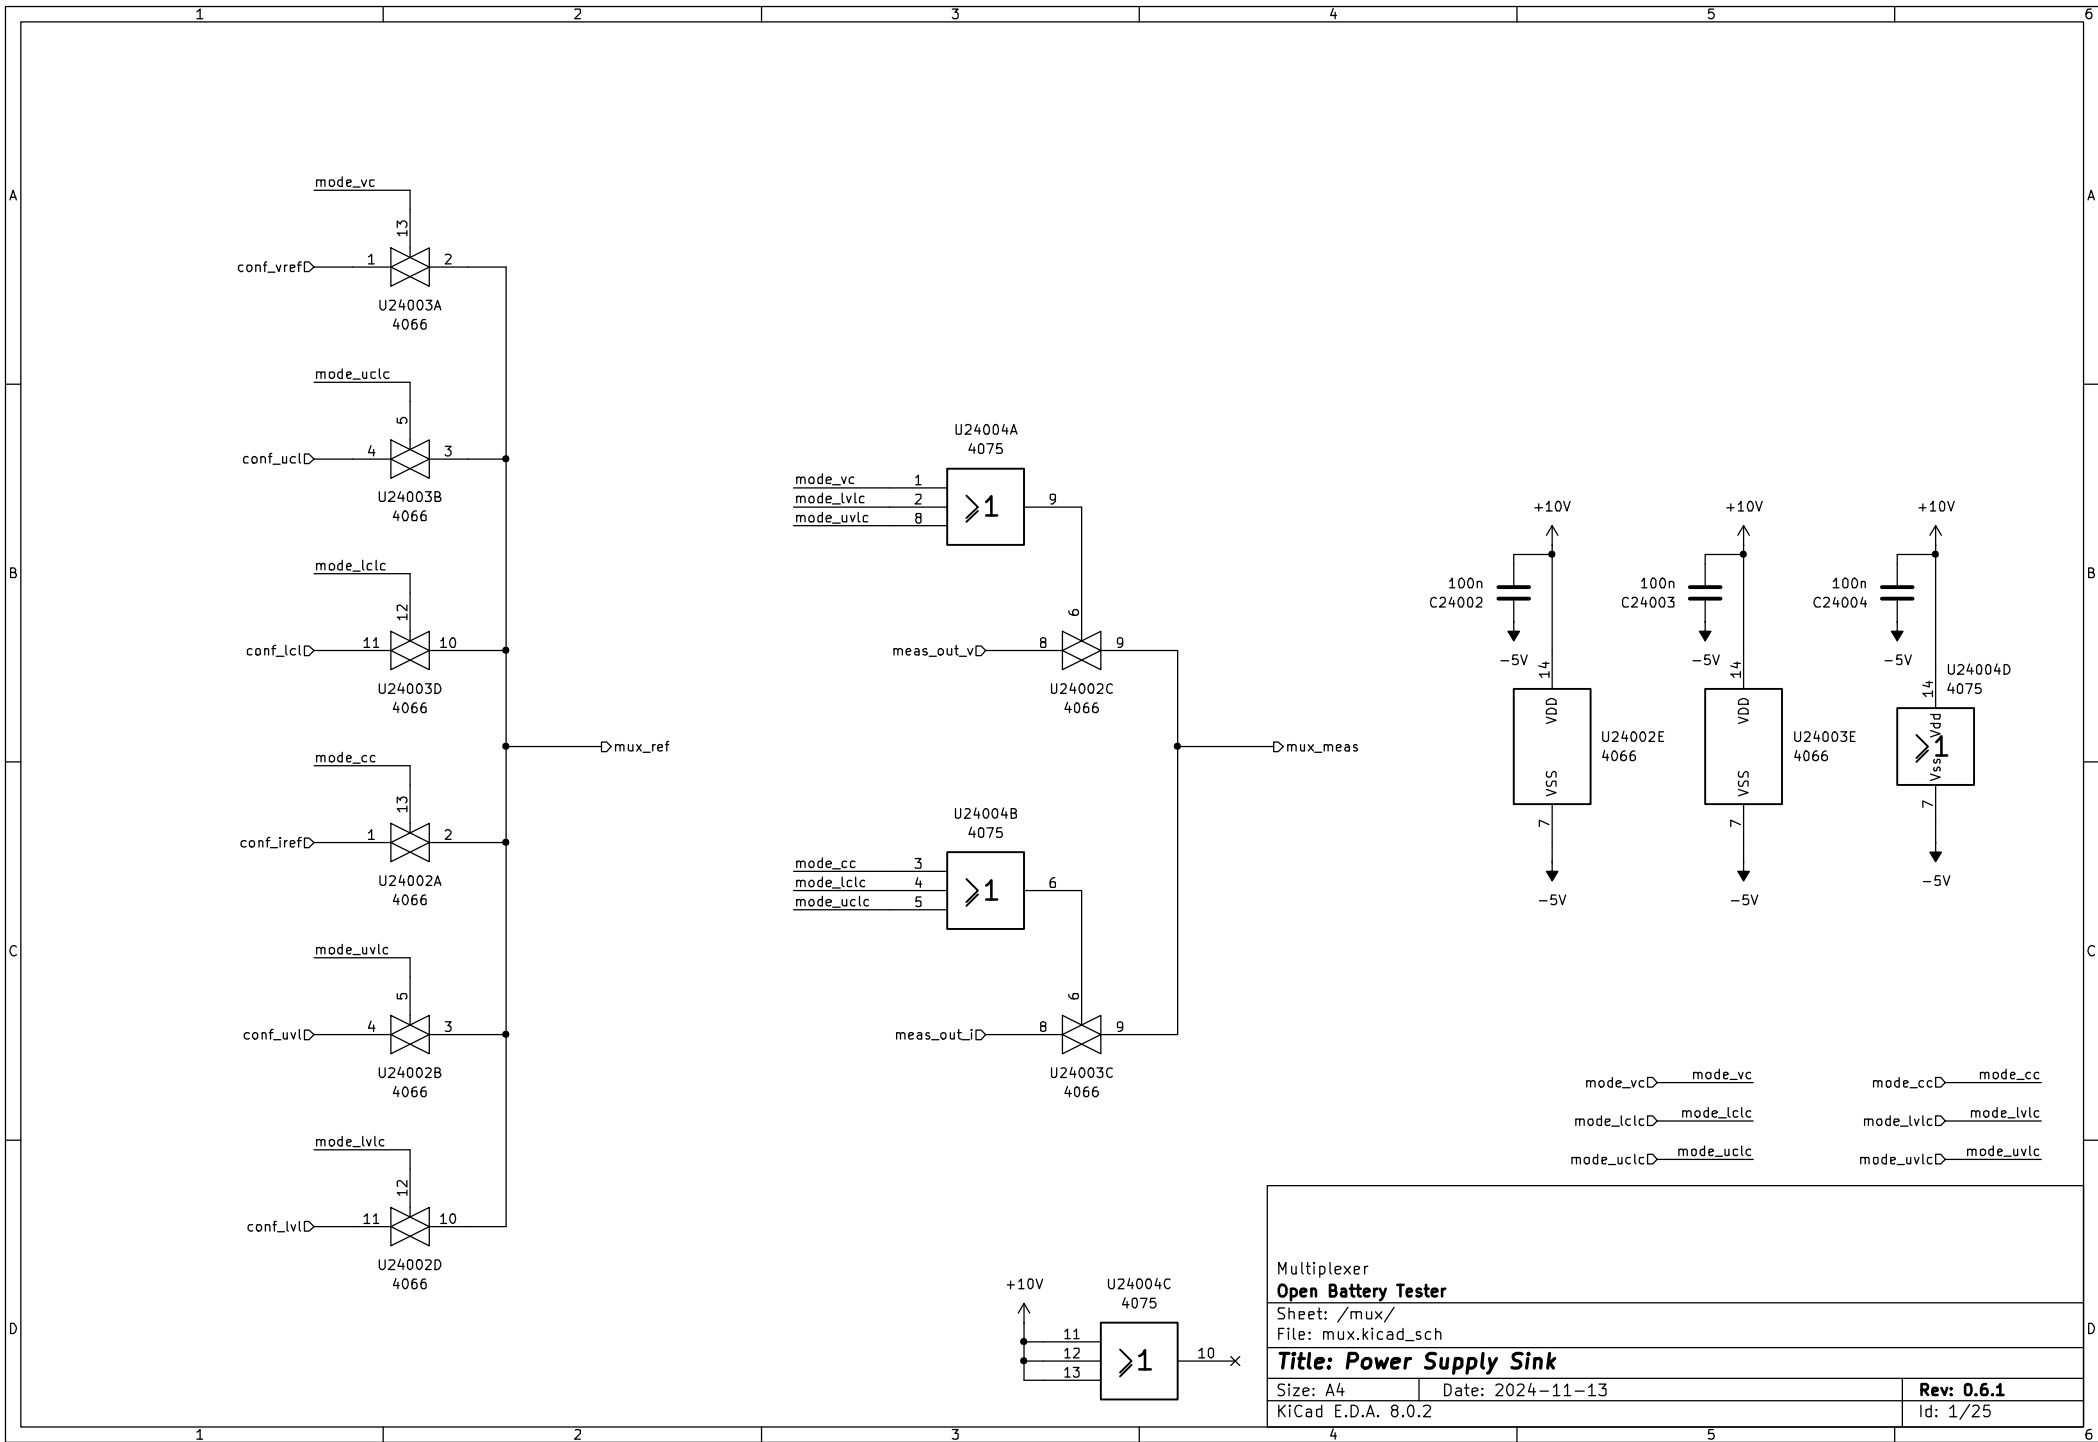 1 2 3 4 5 6
A A
mode_vc
13
conf_vref 1 2
U24003A
4066
mode_uclc
5
conf_ucl 4 3
U24003B
4066
B B
mode_lclc
12
conf_lcl 11 10
U24003D
4066
mux_ref
mode_cc
13
conf_iref 1 2
U24002A
4066
C C
mode_uvlc
5
conf_uvl 4 3
U24002B
4066
mode_lvlc
12
conf_lvl 11 10
U24002D
4066
D D
U24004A
4075
mode_vc 1
mode_lvlc 2
mode_uvlc 8
≥1
9
6
meas_out_v 8 9
U24002C
4066
mux_meas
U24004B
4075
mode_cc 3
mode_lclc 4
mode_uclc 5
≥1
6
6
meas_out_i 8 9
U24003C
4066
+10V
U24004C
4075
11
12
13
≥1
10
+10V
100n
C24002
-5V
14
VDD
VSS
U24002E
4066
7
-5V
+10V
100n
C24003
-5V
14
VDD
VSS
U24003E
4066
7
-5V
+10V
100n
C24004
-5V
U24004D
4075
14
Vdd
≥1
Vss
7
-5V
mode_vc mode_vc
mode_lclc mode_lclc
mode_uclc mode_uclc
mode_cc mode_cc
mode_lvlc mode_lvlc
mode_uvlc mode_uvlc
Multiplexer
Open Battery Tester
Sheet: /mux/
File: mux.kicad_sch
Title: Power Supply Sink
Size: A4 Date: 2024-11-13 Rev: 0.6.1
KiCad E.D.A. 8.0.2 Id: 1/25
1 2 3 4 5 6